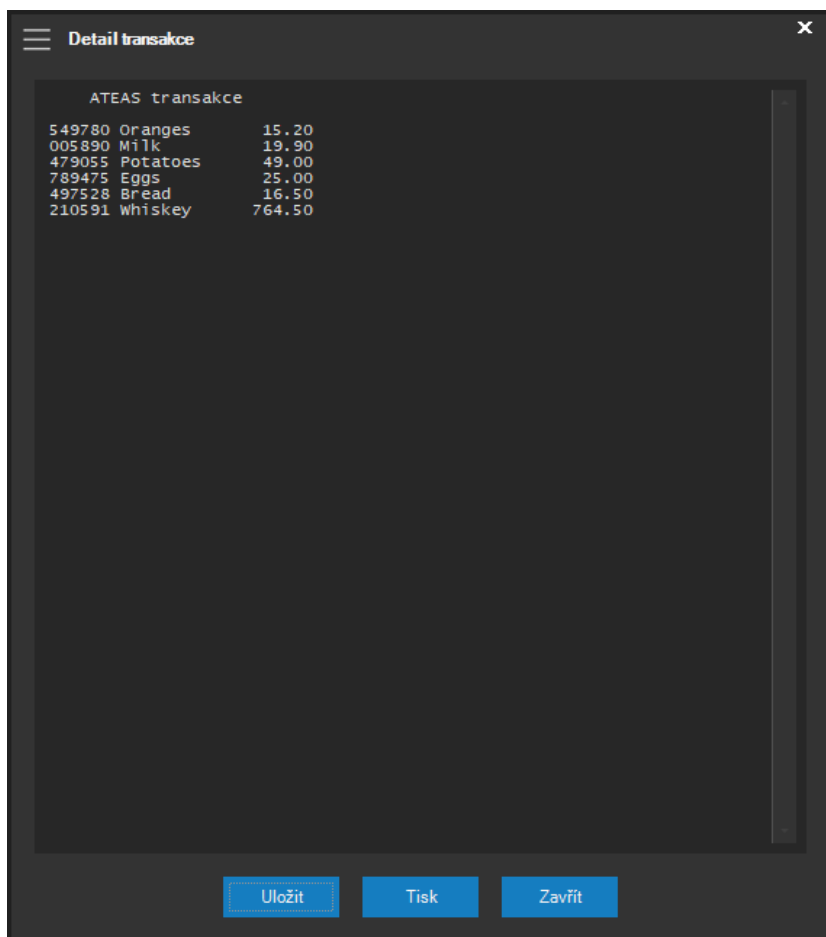 Detail transakce
ATEAS transakce
549780 Oranges 15.20
005890 Milk 19.90
479055 Potatoes 49.00
789475 Eggs 25.00
497528 Bread 16.50
210591 Whiskey 764.50
Uložit Tisk Zavřít